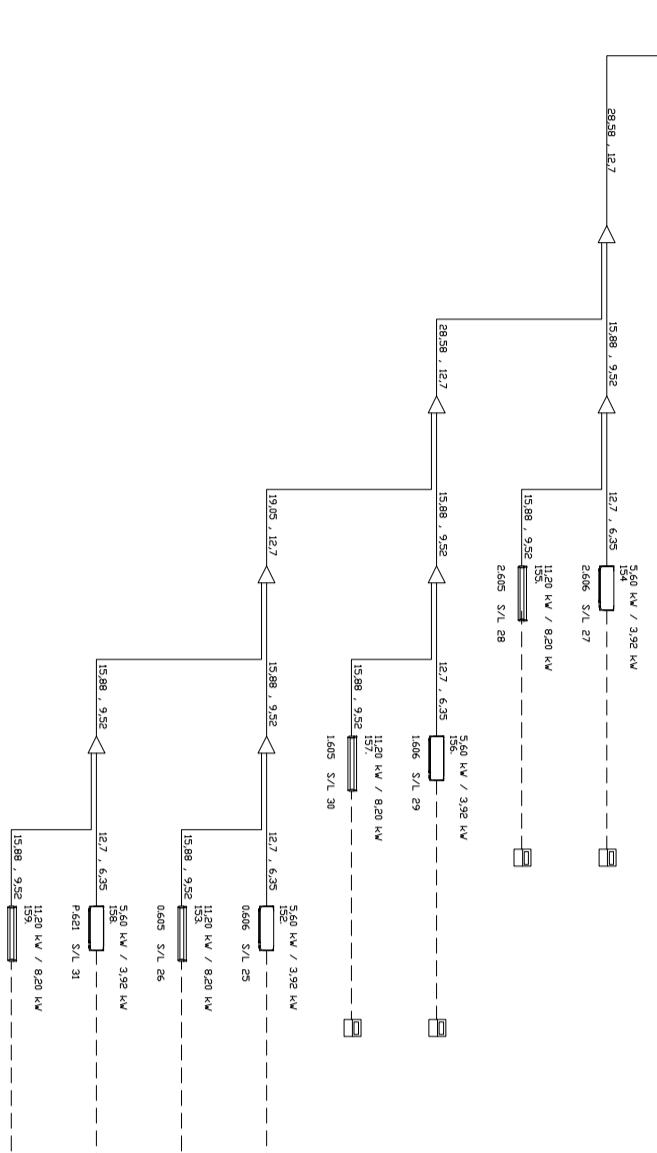 28,58 , 12,7
15,88 , 9,52
12,7 , 6,35
5,60 kW / 3,92 kW
154
2.606 S/L 27
15,88 , 9,52
11,20 kW / 8,20 kW
155.
2.605 S/L 28
28,58 , 12,7
15,88 , 9,52
12,7 , 6,35
5,60 kW / 3,92 kW
156.
1.606 S/L 29
15,88 , 9,52
11,20 kW / 8,20 kW
157.
1.605 S/L 30
19,05 , 12,7
15,88 , 9,52
12,7 , 6,35
5,60 kW / 3,92 kW
152.
0.606 S/L 25
15,88 , 9,52
11,20 kW / 8,20 kW
153.
0.605 S/L 26
15,88 , 9,52
12,7 , 6,35
5,60 kW / 3,92 kW
158.
P.621 S/L 31
15,88 , 9,52
11,20 kW / 8,20 kW
159.